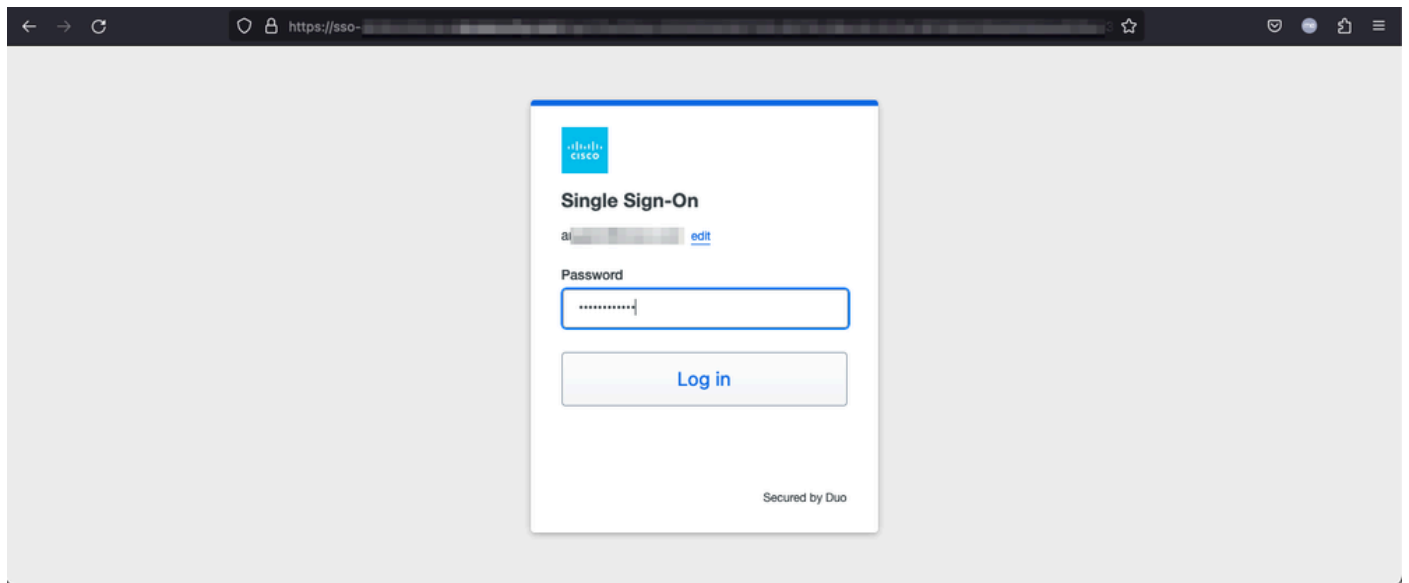 https://sso-
CISCO
Single Sign-On
edit
Password
Log in
Secured by Duo